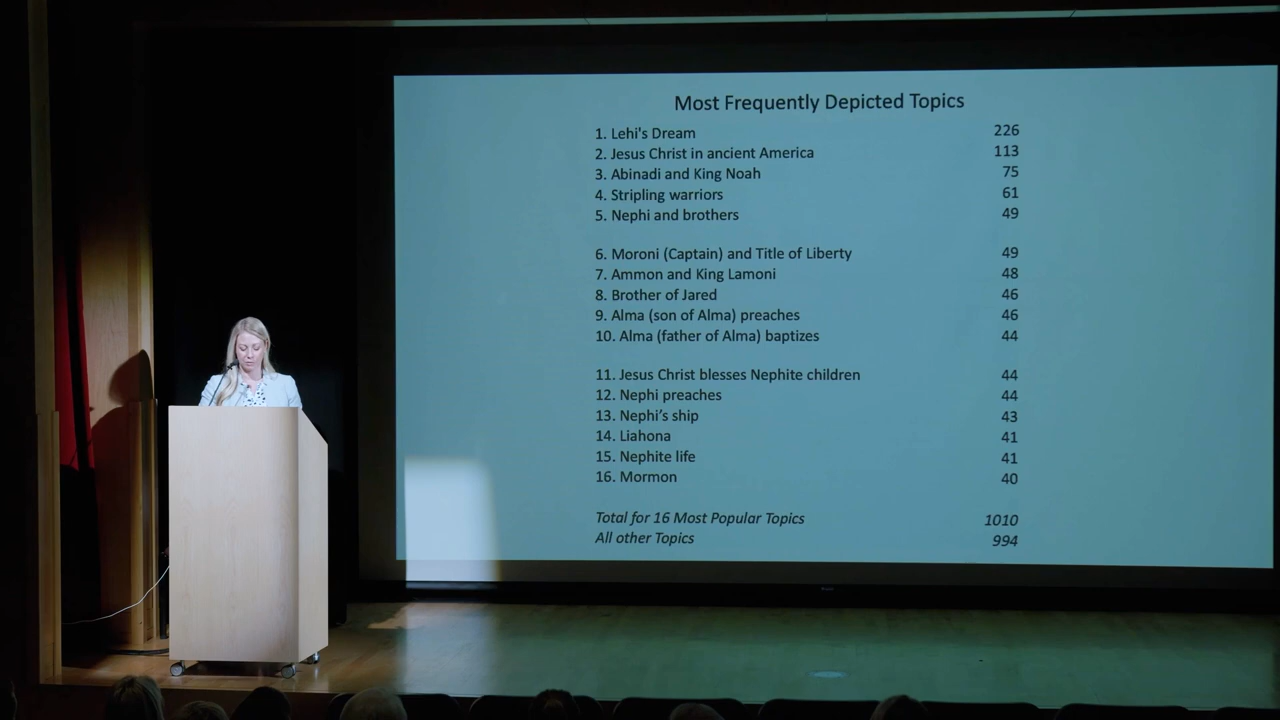 Most Frequently Depicted Topics
1. Lehi's Dream 226
2. Jesus Christ in ancient America 113
3. Abinadi and King Noah 75
4. Stripling warriors 61
5. Nephi and brothers 49
6. Moroni (Captain) and Title of Liberty 49
7. Ammon and King Lamoni 48
8. Brother of Jared 46
9. Alma (son of Alma) preaches 46
10. Alma (father of Alma) baptizes 44
11. Jesus Christ blesses Nephite children 44
12. Nephi preaches 44
13. Nephi’s ship 43
14. Liahona 41
15. Nephite life 41
16. Mormon 40
Total for 16 Most Popular Topics 1010
All other Topics 994